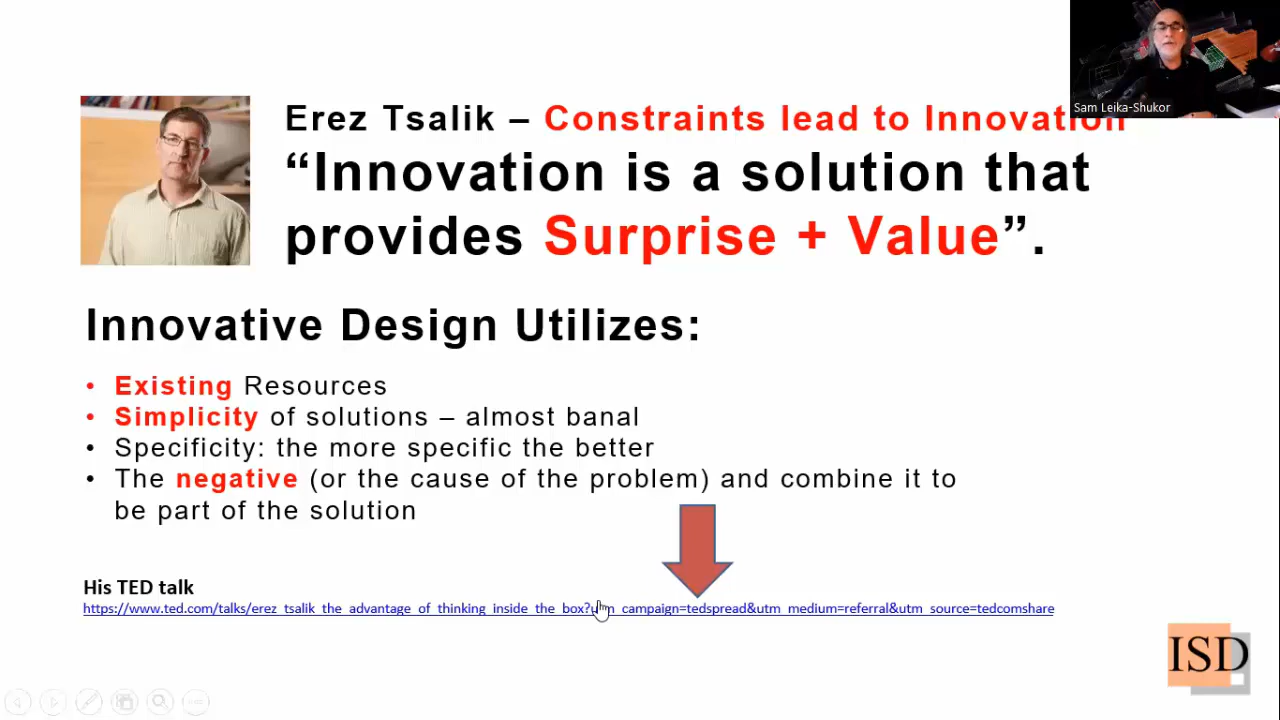 Sam Leika-Shukor
Erez Tsalik – Constraints lead to Innovation
“Innovation is a solution that
provides Surprise + Value”.
Innovative Design Utilizes:
• Existing Resources
• Simplicity of solutions – almost banal
• Specificity: the more specific the better
• The negative (or the cause of the problem) and combine it to
be part of the solution
His TED talk
https://www.ted.com/talks/erez_tsalik_the_advantage_of_thinking_inside_the_box?utm_campaign=tedspread&utm_medium=referral&utm_source=tedcomshare
ISD